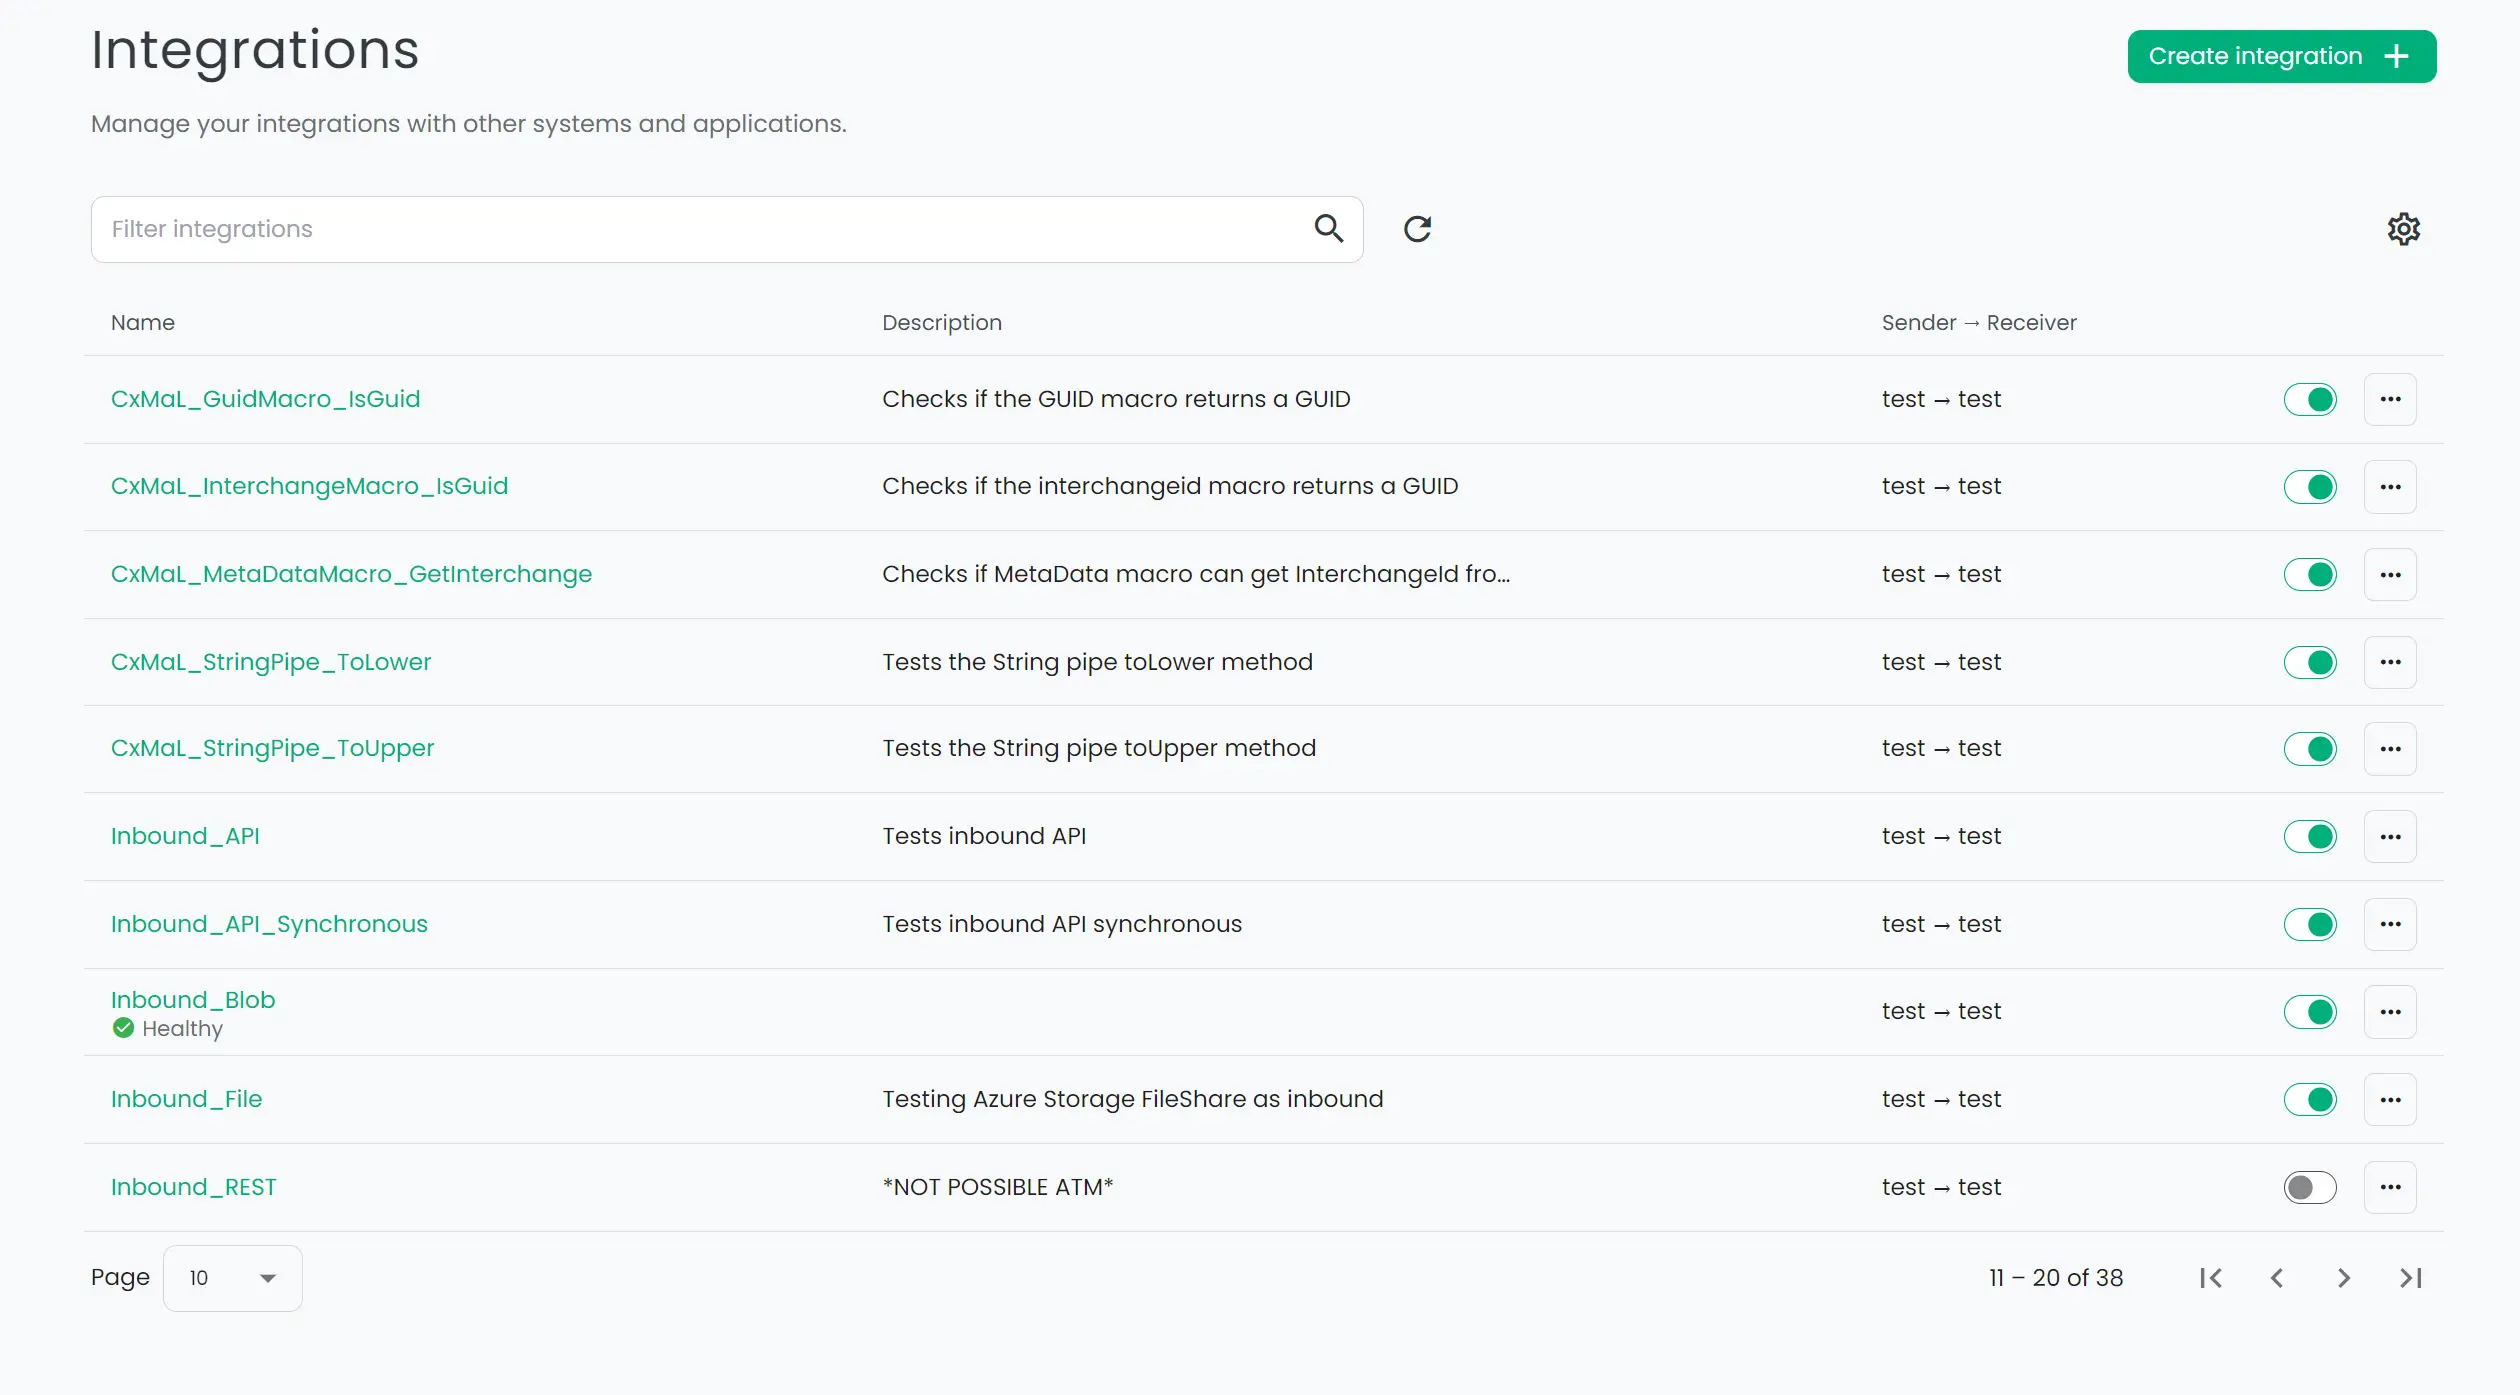 Integrations
Create integration
Manage your integrations with other systems and applications.
Filter integrations
Name Description Sender → Receiver
CxMaL_GuidMacro_IsGuid Checks if the GUID macro returns a GUID test → test
CxMaL_InterchangeMacro_IsGuid Checks if the interchangeid macro returns a GUID test → test
CxMaL_MetaDataMacro_GetInterchange Checks if MetaData macro can get InterchangeId fro... test → test
CxMaL_StringPipe_ToLower Tests the String pipe toLower method test → test
CxMaL_StringPipe_ToUpper Tests the String pipe toUpper method test → test
Inbound_API Tests inbound API test → test
Inbound_API_Synchronous Tests inbound API synchronous test → test
Inbound_Blob test → test
Healthy
Inbound_File Testing Azure Storage FileShare as inbound test → test
Inbound_REST *NOT POSSIBLE ATM* test → test
Page 10 11 – 20 of 38